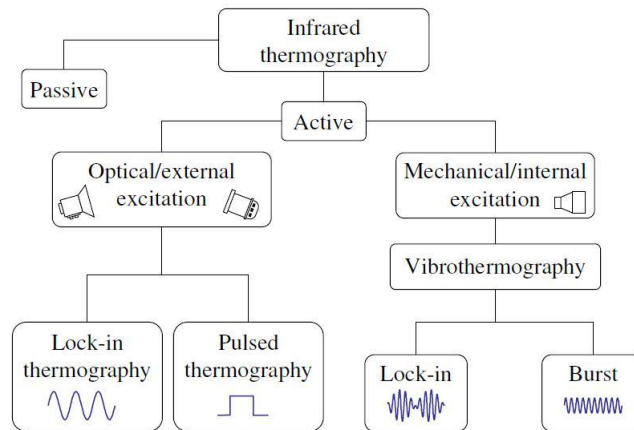 Infrared
thermography
Passive
Active
Optical/external
excitation
Mechanical/internal
excitation
Vibrothermography
Lock-in
thermography
Pulsed
thermography
Lock-in
Burst